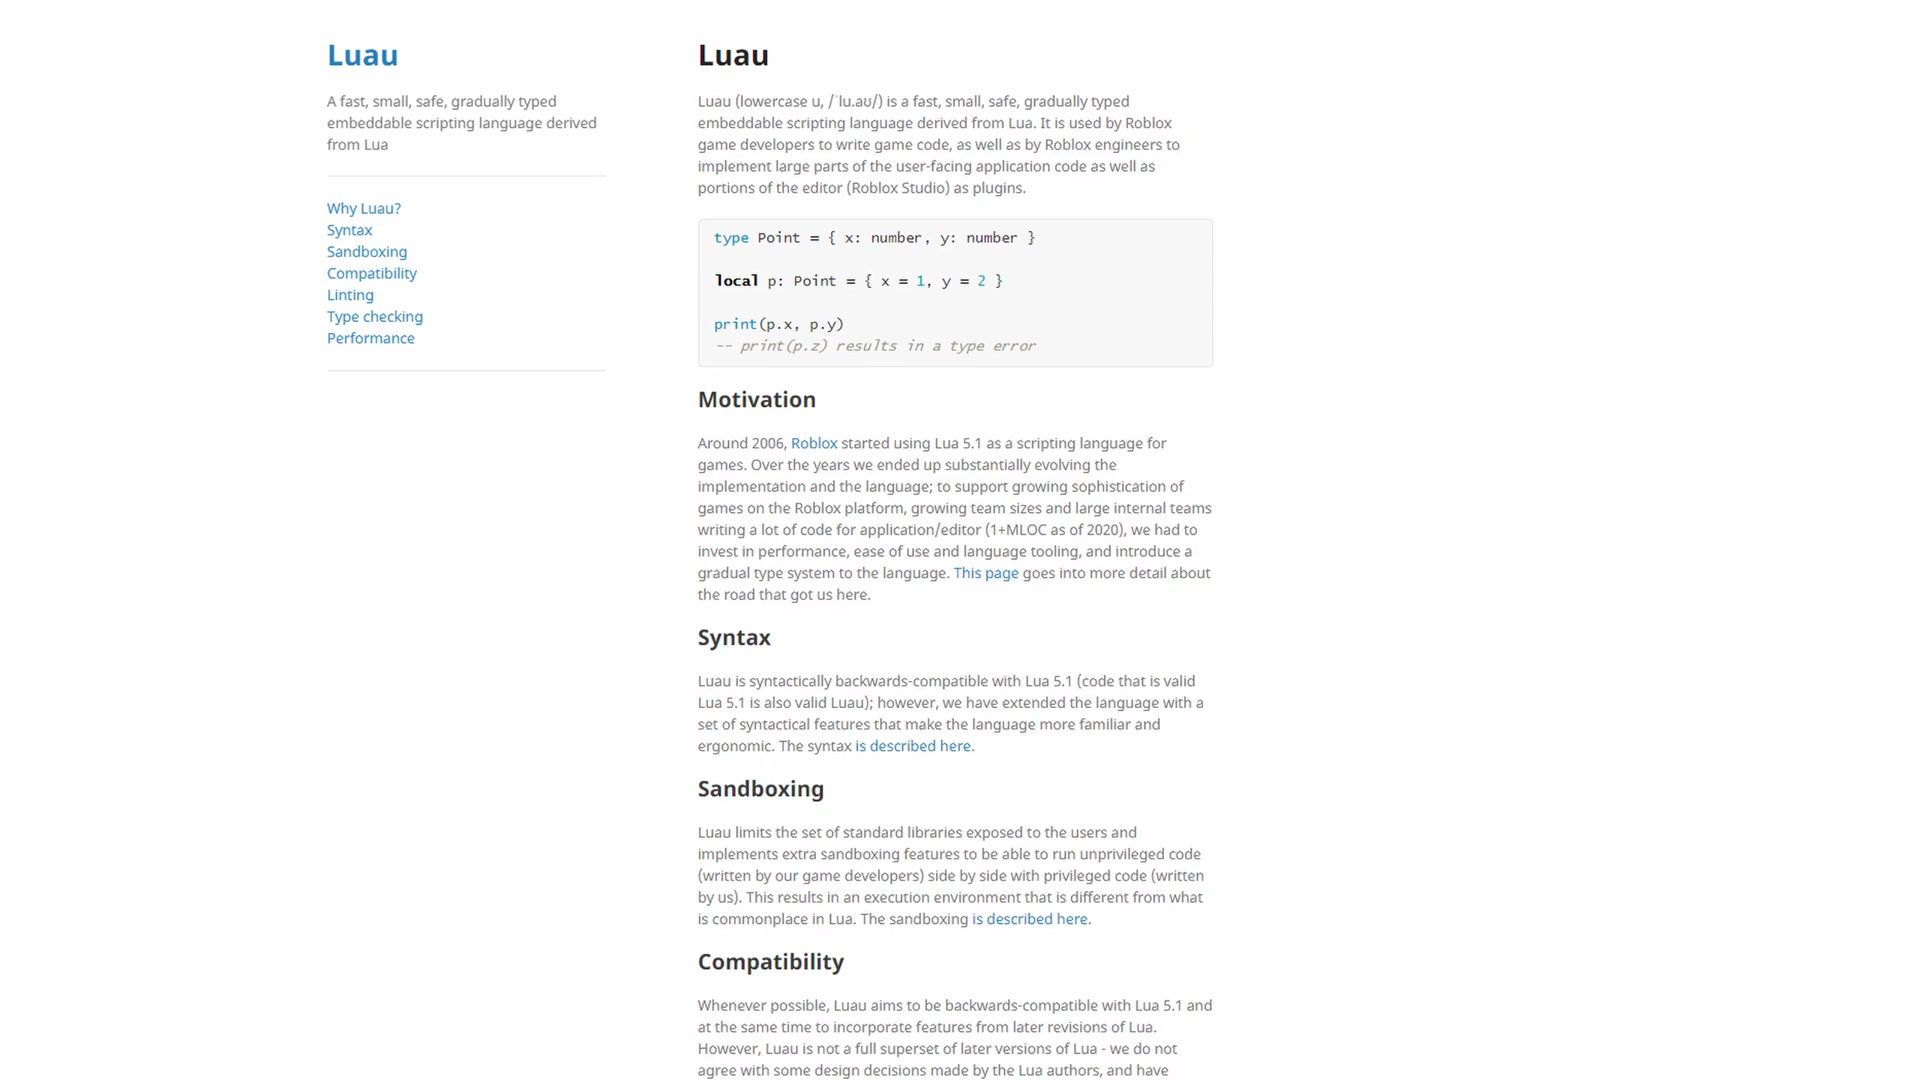 Luau
A fast, small, safe, gradually typed
embeddable scripting language derived
from Lua
Why Luau?
Syntax
Sandboxing
Compatibility
Linting
Type checking
Performance
Luau
Luau (lowercase u, /ˈlu.aʊ/) is a fast, small, safe, gradually typed
embeddable scripting language derived from Lua. It is used by Roblox
game developers to write game code, as well as by Roblox engineers to
implement large parts of the user-facing application code as well as
portions of the editor (Roblox Studio) as plugins.
type Point = { x: number, y: number }
local p: Point = { x = 1, y = 2 }
print(p.x, p.y)
-- print(p.z) results in a type error
Motivation
Around 2006, Roblox started using Lua 5.1 as a scripting language for
games. Over the years we ended up substantially evolving the
implementation and the language; to support growing sophistication of
games on the Roblox platform, growing team sizes and large internal teams
writing a lot of code for application/editor (1+MLOC as of 2020), we had to
invest in performance, ease of use and language tooling, and introduce a
gradual type system to the language. This page goes into more detail about
the road that got us here.
Syntax
Luau is syntactically backwards-compatible with Lua 5.1 (code that is valid
Lua 5.1 is also valid Luau); however, we have extended the language with a
set of syntactical features that make the language more familiar and
ergonomic. The syntax is described here.
Sandboxing
Luau limits the set of standard libraries exposed to the users and
implements extra sandboxing features to be able to run unprivileged code
(written by our game developers) side by side with privileged code (written
by us). This results in an execution environment that is different from what
is commonplace in Lua. The sandboxing is described here.
Compatibility
Whenever possible, Luau aims to be backwards-compatible with Lua 5.1 and
at the same time to incorporate features from later revisions of Lua.
However, Luau is not a full superset of later versions of Lua - we do not
agree with some design decisions made by the Lua authors, and have